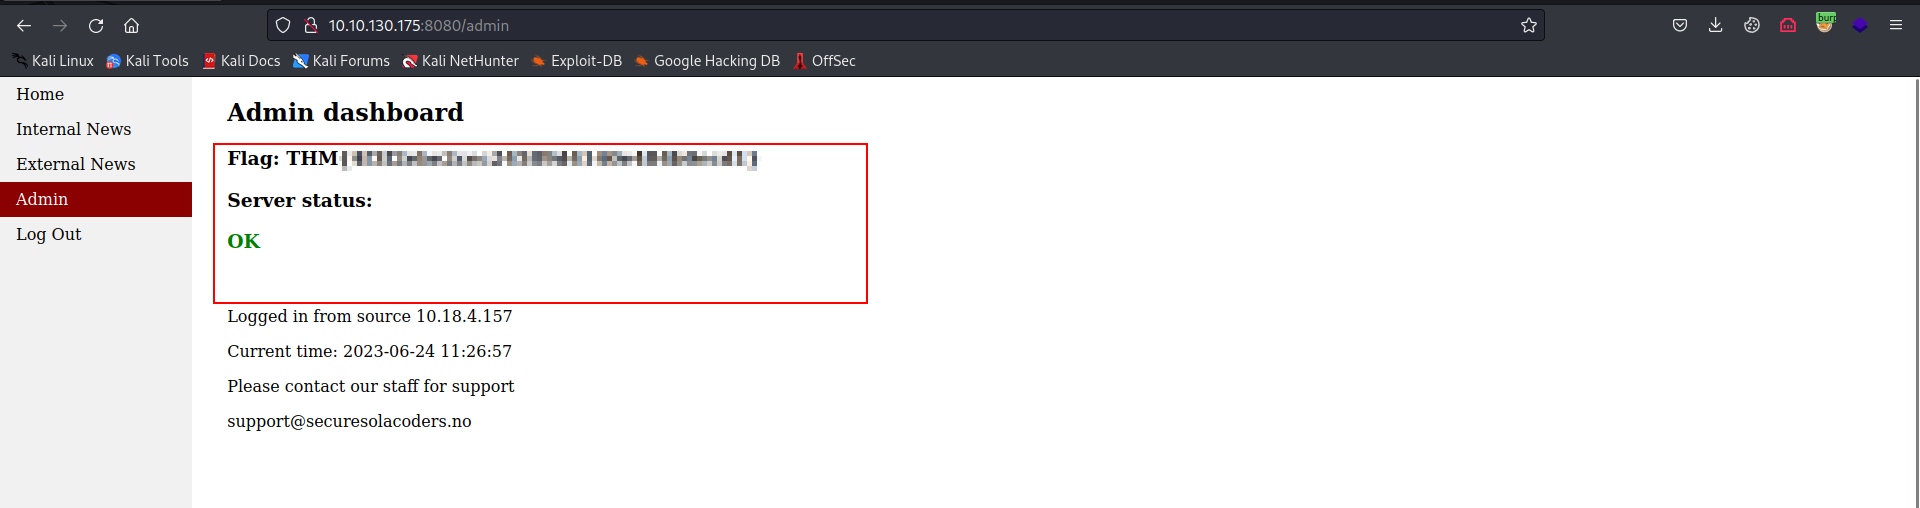 10.10.130.175:8080/admin
burp
Kali Linux Kali Tools Kali Docs Kali Forums Kali NetHunter Exploit-DB Google Hacking DB OffSec
Home
Internal News
External News
Admin
Log Out
Admin dashboard
Flag: THM
Server status:
OK
Logged in from source 10.18.4.157
Current time: 2023-06-24 11:26:57
Please contact our staff for support
support@securesolacoders.no